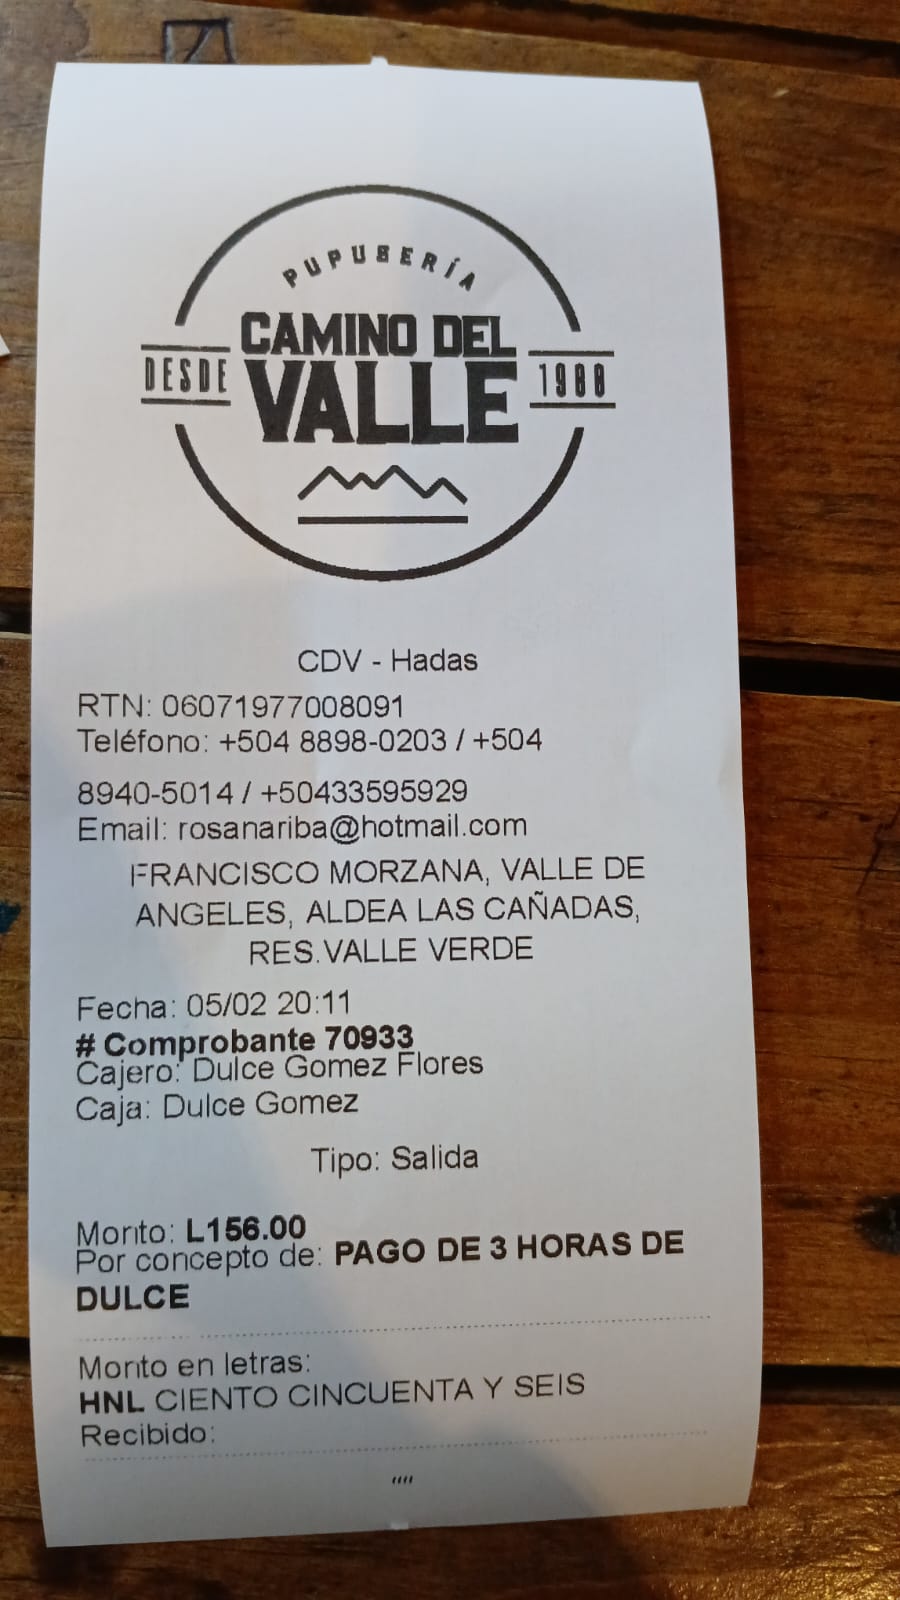 PUPUSERÍA
CAMINO DEL
DESDE VALLE 1988
CDV - Hadas
RTN: 06071977008091
Teléfono: +504 8898-0203 / +504
8940-5014 / +50433595929
Email: rosanariba@hotmail.com
FRANCISCO MORZANA, VALLE DE
ANGELES, ALDEA LAS CAÑADAS,
RES.VALLE VERDE
Fecha: 05/02 20:11
# Comprobante 70933
Cajero: Dulce Gomez Flores
Caja: Dulce Gomez
Tipo: Salida
Monto: L156.00
Por concepto de: PAGO DE 3 HORAS DE
DULCE
Monto en letras:
HNL CIENTO CINCUENTA Y SEIS
Recibido:
''''